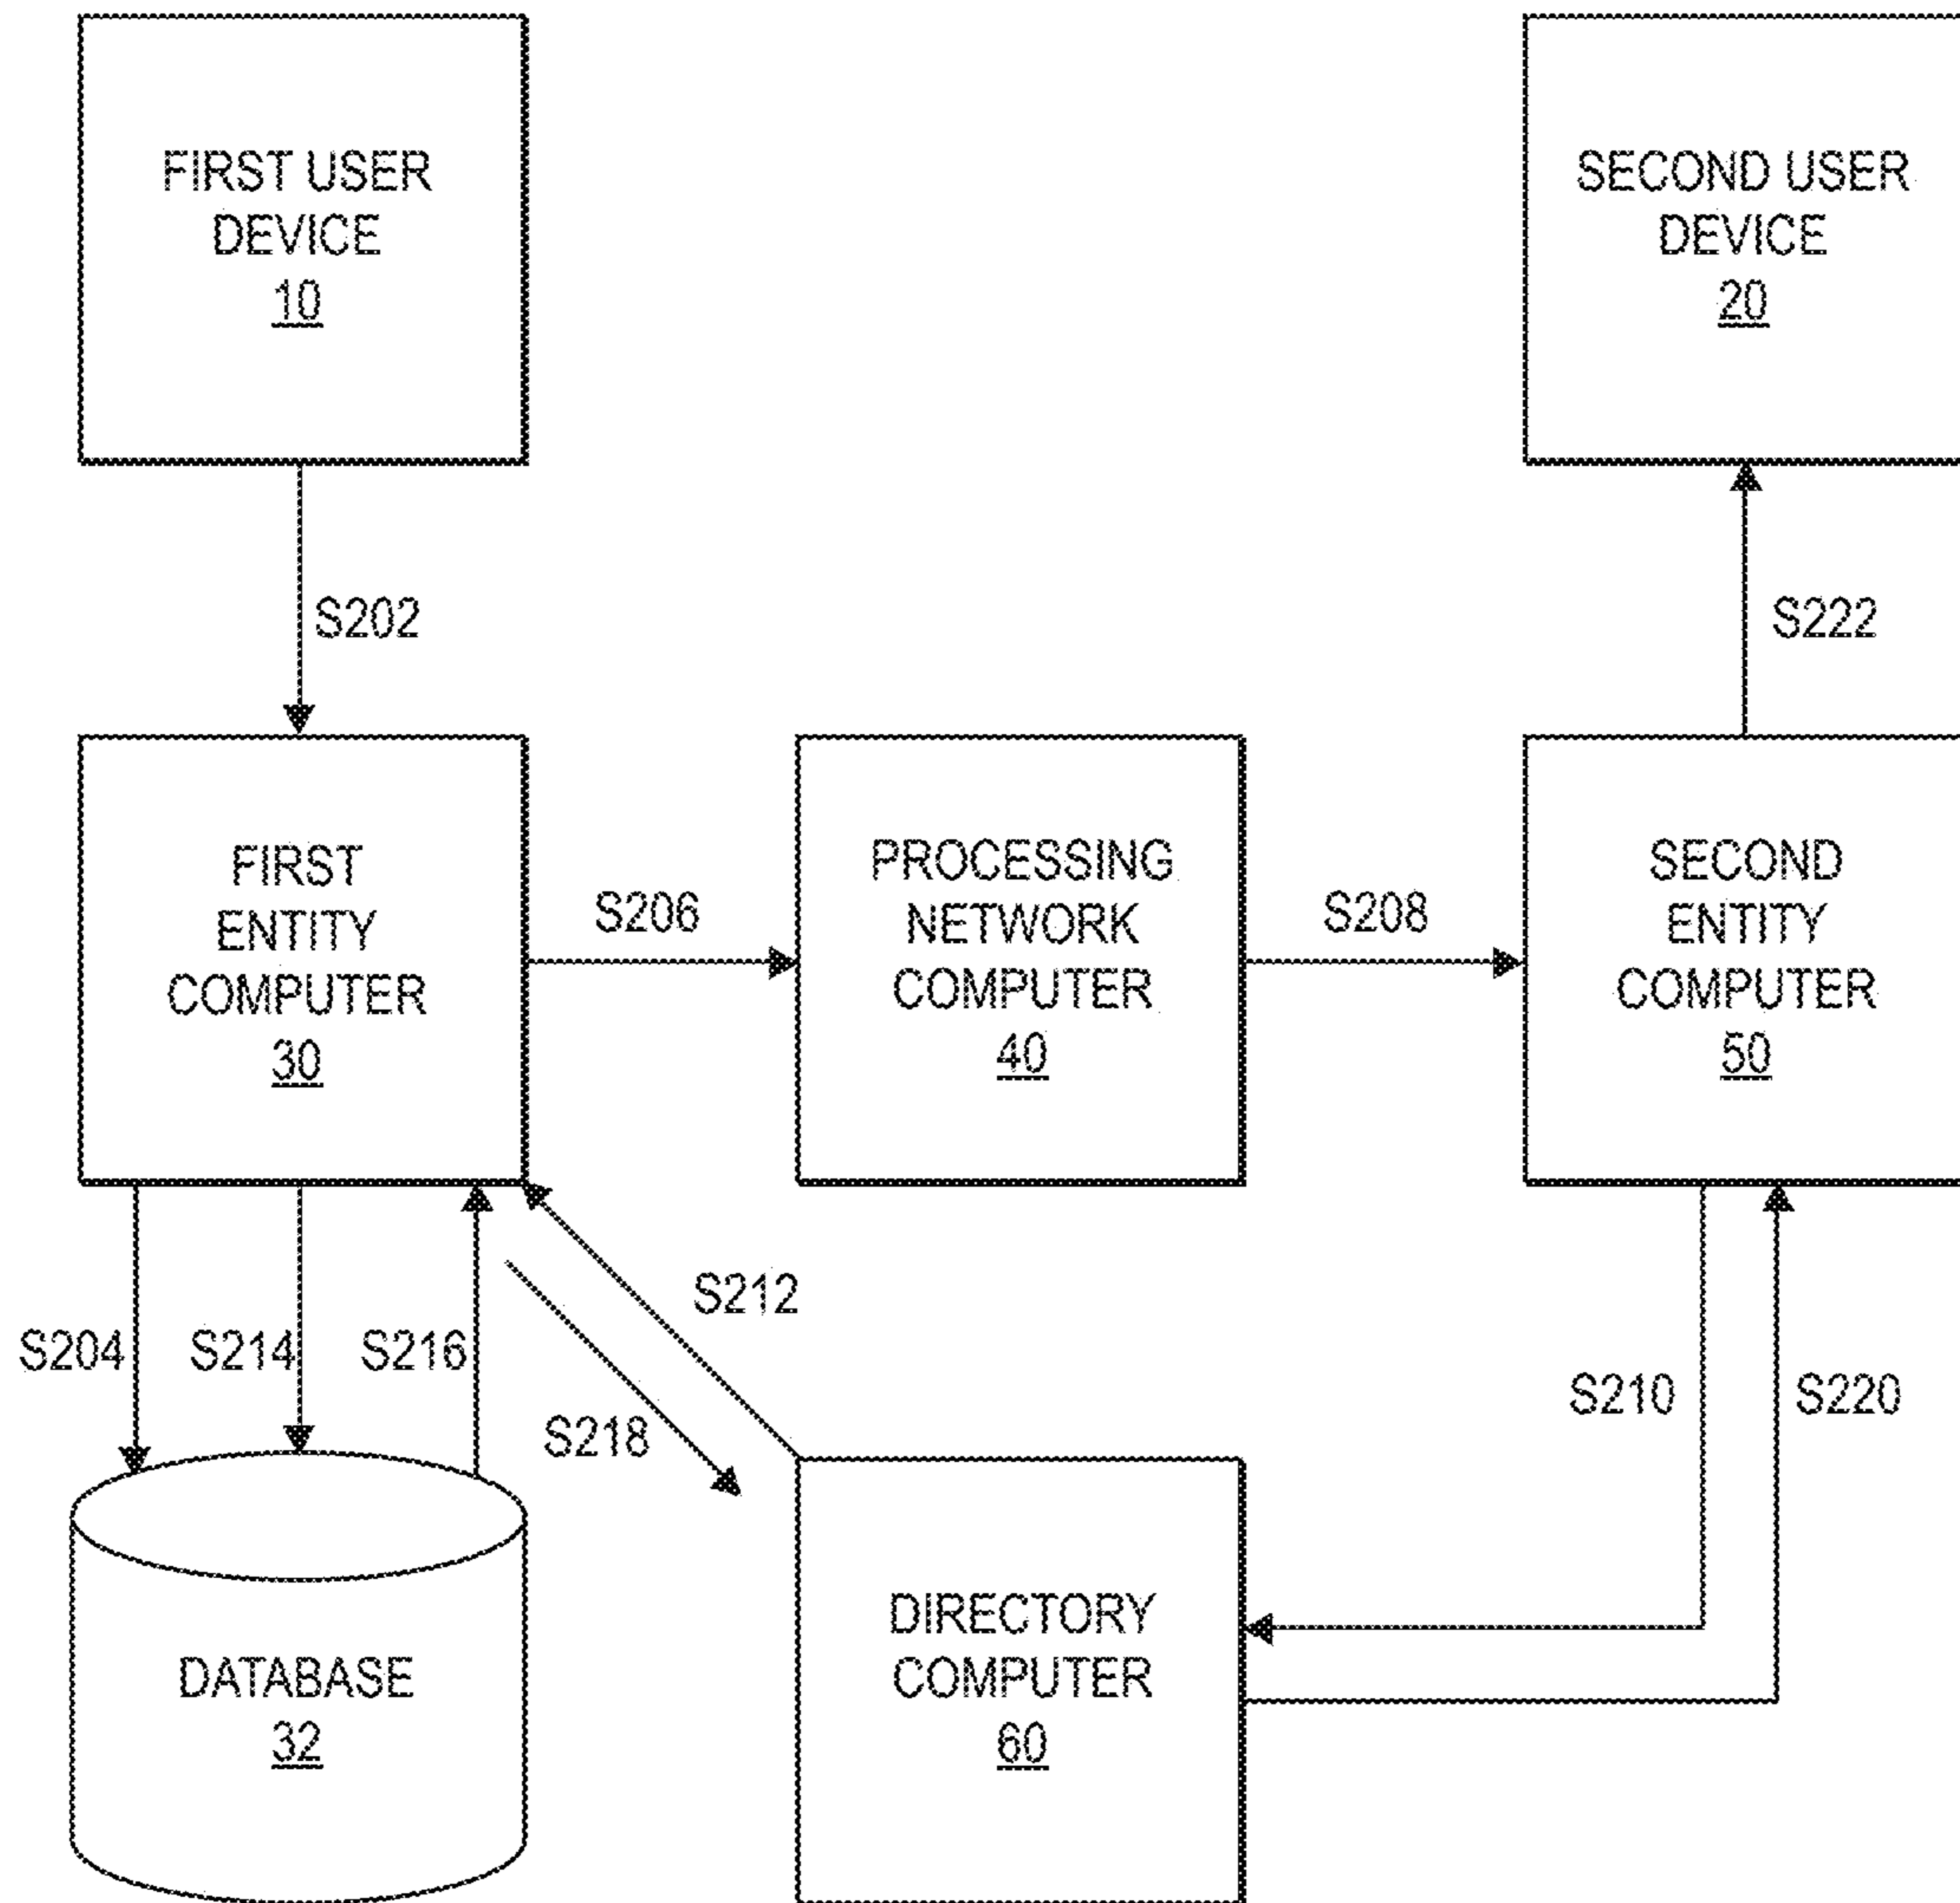 FIRST USER
DEVICE
10
SECOND USER
DEVICE
20
S202
S222
FIRST
ENTITY
COMPUTER
30
S206
PROCESSING
NETWORK
COMPUTER
40
S208
SECOND
ENTITY
COMPUTER
50
S204
S214
S216
S212
S218
S210
S220
DATABASE
32
DIRECTORY
COMPUTER
60